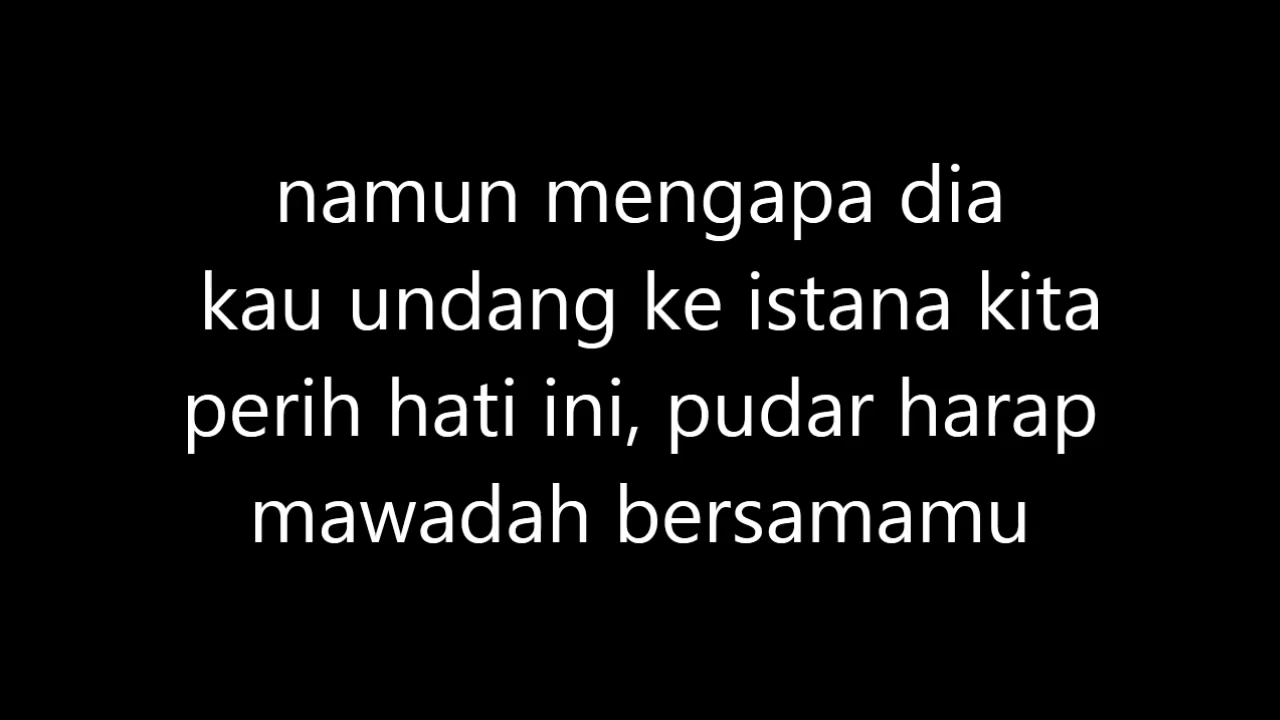 namun mengapa dia
kau undang ke istana kita
perih hati ini, pudar harap
mawadah bersamamu